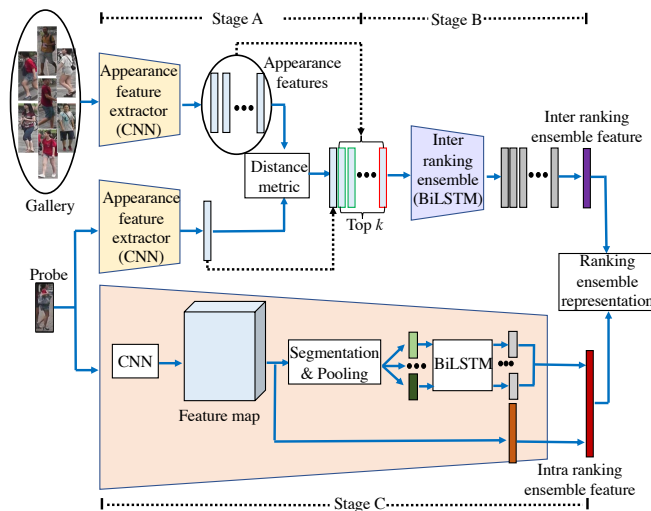 Stage A
Stage B
Appearance
feature
extractor
(CNN)
Appearance
features
Inter ranking
ensemble feature
Inter
ranking
ensemble
(BiLSTM)
Distance
metric
Gallery
Appearance
feature
extractor
(CNN)
Top k
Probe
Ranking
ensemble
representation
CNN
Segmentation
& Pooling
BiLSTM
Feature map
Intra ranking
ensemble feature
Stage C